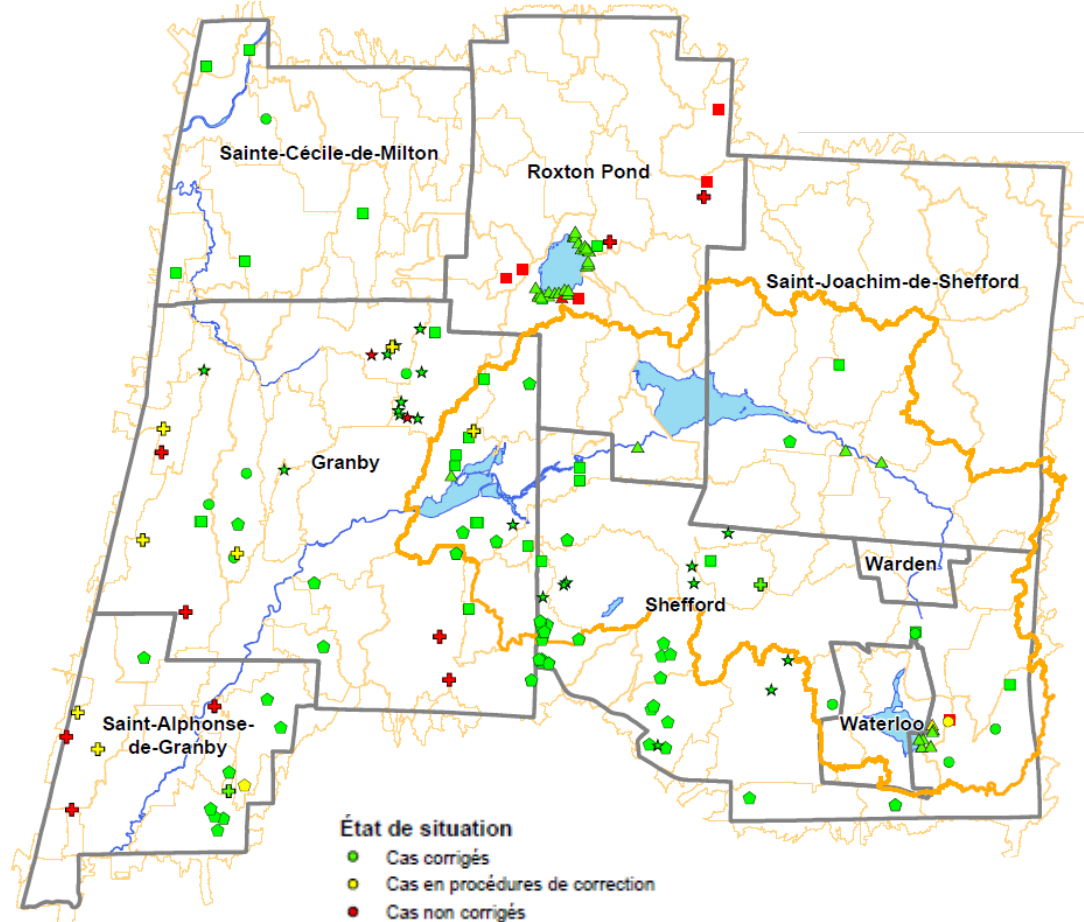 Sainte-Cécile-de-Milton
Roxton Pond
Saint-Joachim-de-Shefford
Granby
Warden
Shefford
Saint-Alphonse-
de-Granby
Waterloo
État de situation
Cas corrigés
Cas en procédures de correction
Cas non corrigés